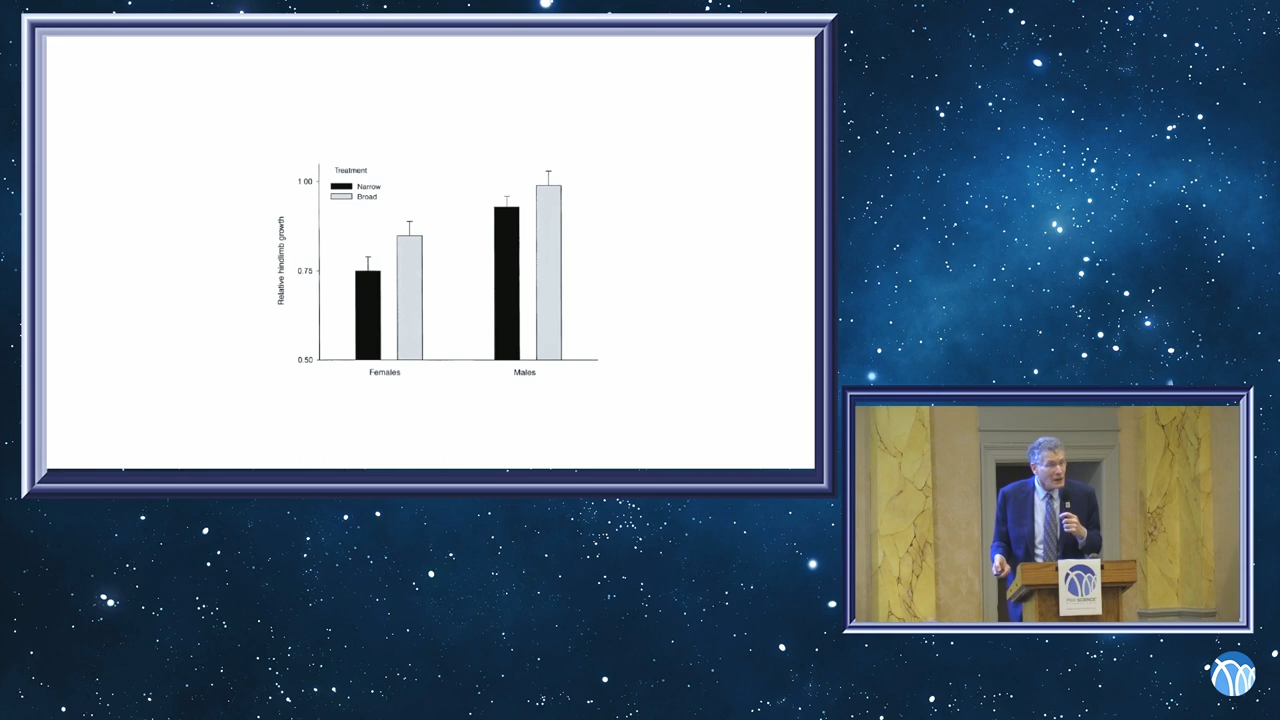 Treatment
Narrow
Broad
1.00
0.75
0.50
Relative hindlimb growth
Females
Males